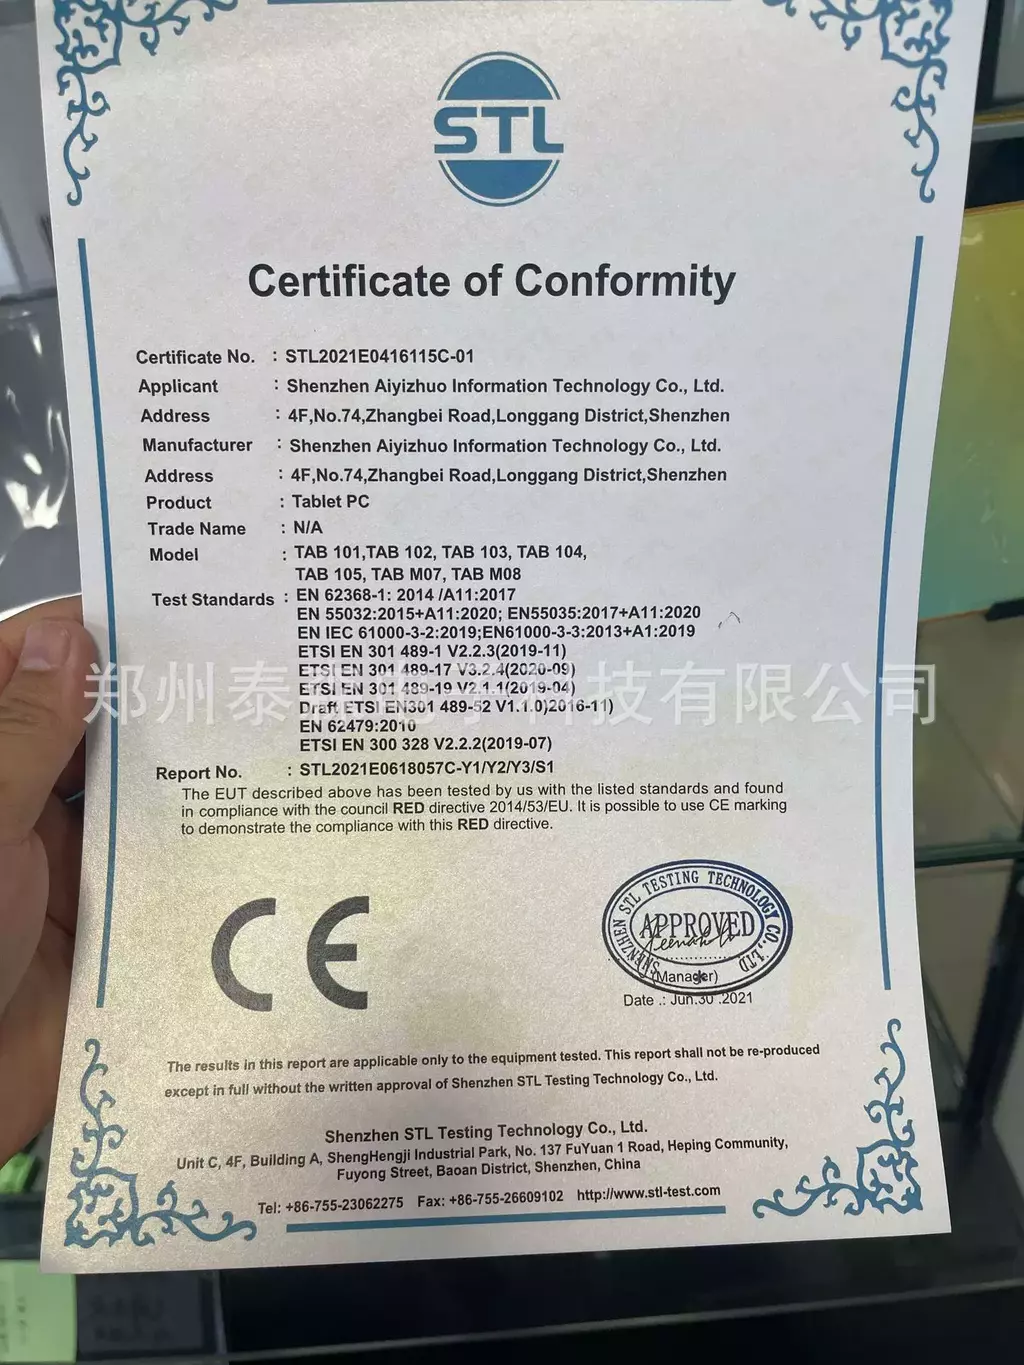 STL
Certificate of Conformity
Certificate No. : STL2021E0416115C-01
Applicant : Shenzhen Aiyizhuo Information Technology Co., Ltd.
Address : 4F,No.74,Zhangbei Road,Longgang District,Shenzhen
Manufacturer : Shenzhen Aiyizhuo Information Technology Co., Ltd.
Address : 4F,No.74,Zhangbei Road,Longgang District,Shenzhen
Product : Tablet PC
Trade Name : N/A
Model : TAB 101,TAB 102, TAB 103, TAB 104,
TAB 105, TAB M07, TAB M08
Test Standards : EN 62368-1: 2014 /A11:2017
EN 55032:2015+A11:2020; EN55035:2017+A11:2020
EN IEC 61000-3-2:2019;EN61000-3-3:2013+A1:2019
ETSI EN 301 489-1 V2.2.3(2019-11)
ETSI EN 301 489-17 V3.2.4(2020-09)
ETSI EN 301 489-19 V2.1.1(2019-04)
Draft ETSI EN301 489-52 V1.1.0)2016-11)
EN 62479:2010
ETSI EN 300 328 V2.2.2(2019-07)
郑州泰 电子科技有限公司
Report No. : STL2021E0618057C-Y1/Y2/Y3/S1
The EUT described above has been tested by us with the listed standards and found
in compliance with the council RED directive 2014/53/EU. It is possible to use CE marking
to demonstrate the compliance with this RED directive.
CE
SHENZHEN STL TESTING TECHNOLOGY CO., LTD
APPROVED
(Manager)
Date .: Jun.30 .2021
The results in this report are applicable only to the equipment tested. This report shall not be re-produced
except in full without the written approval of Shenzhen STL Testing Technology Co., Ltd.
Shenzhen STL Testing Technology Co., Ltd.
Unit C, 4F, Building A, ShengHengji Industrial Park, No. 137 FuYuan 1 Road, Heping Community,
Fuyong Street, Baoan District, Shenzhen, China
Tel: +86-755-23062275 Fax: +86-755-26609102 http://www.stl-test.com